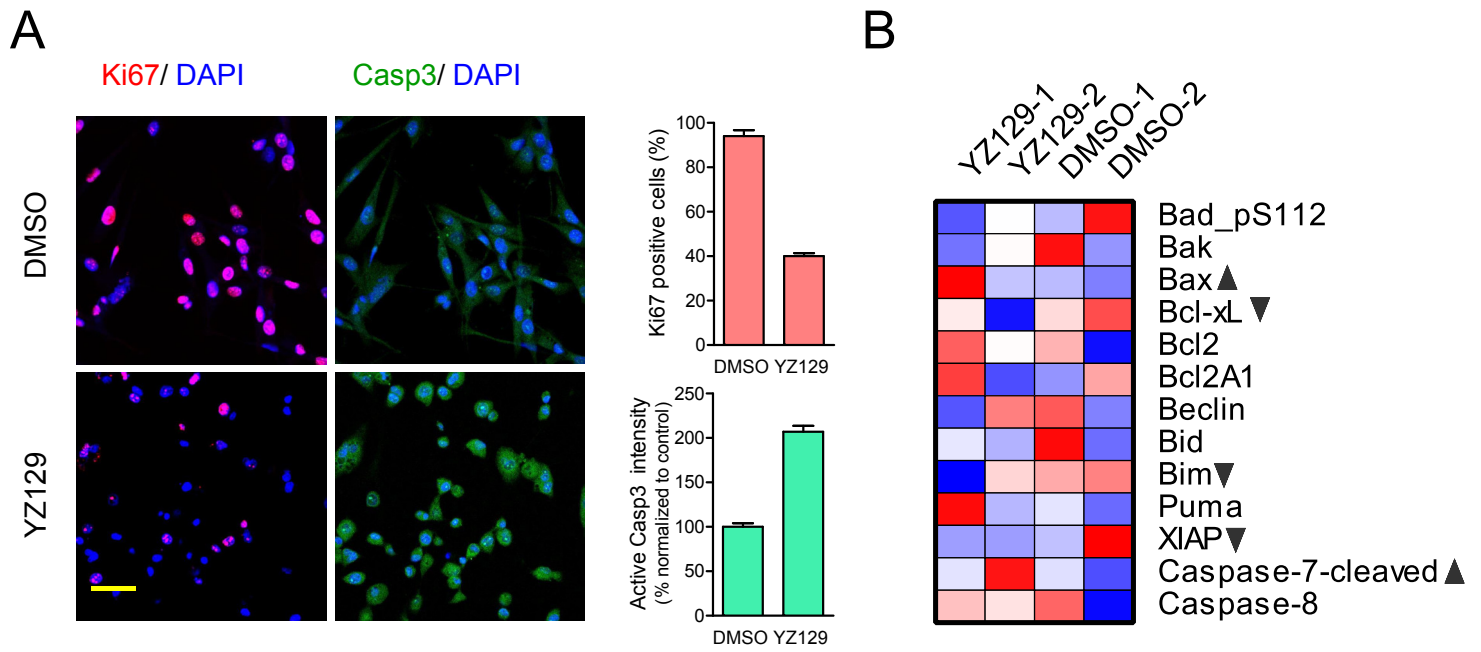 A
Ki67/ DAPI
Casp3/ DAPI
DMSO
YZ129
Ki67 positive cells (%)
100
80
60
40
20
0
DMSO YZ129
Active Casp3 intensity
(% normalized to control)
250
200
150
100
50
0
DMSO YZ129
B
YZ129-1
YZ129-2
DMSO-1
DMSO-2
Bad_pS112
Bak
Bax▲
Bcl-xL▼
Bcl2
Bcl2A1
Beclin
Bid
Bim▼
Puma
XIAP▼
Caspase-7-cleaved▲
Caspase-8